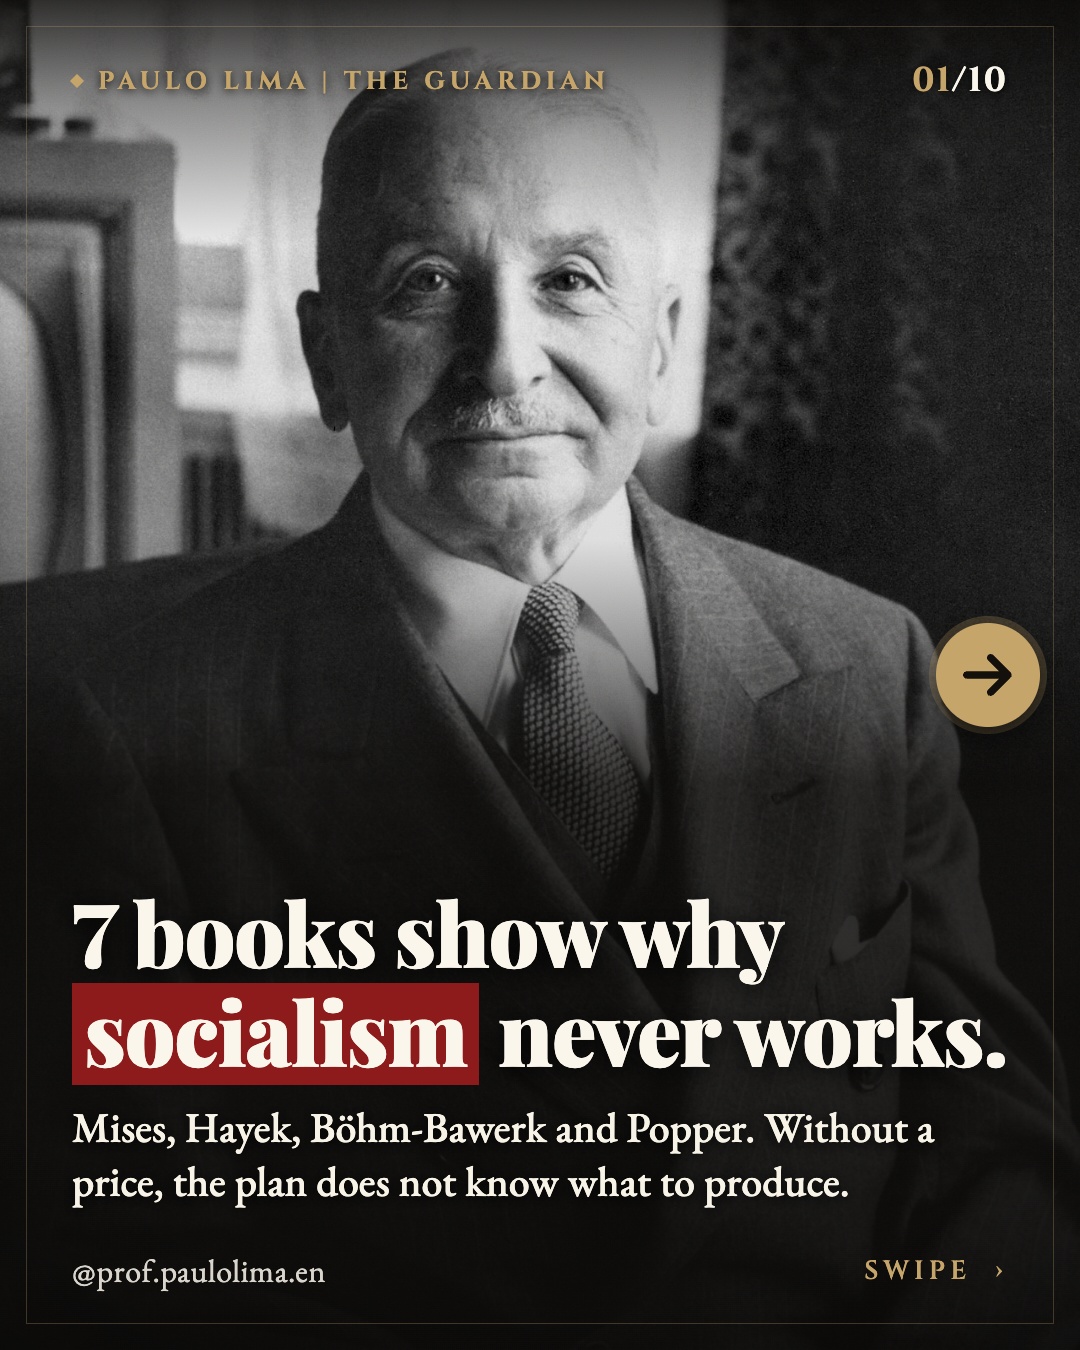 PAULO LIMA | THE GUARDIAN
01/10
7 books show why
socialism never works.
Mises, Hayek, Böhm-Bawerk and Popper. Without a
price, the plan does not know what to produce.
@prof.paulolima.en
SWIPE ›